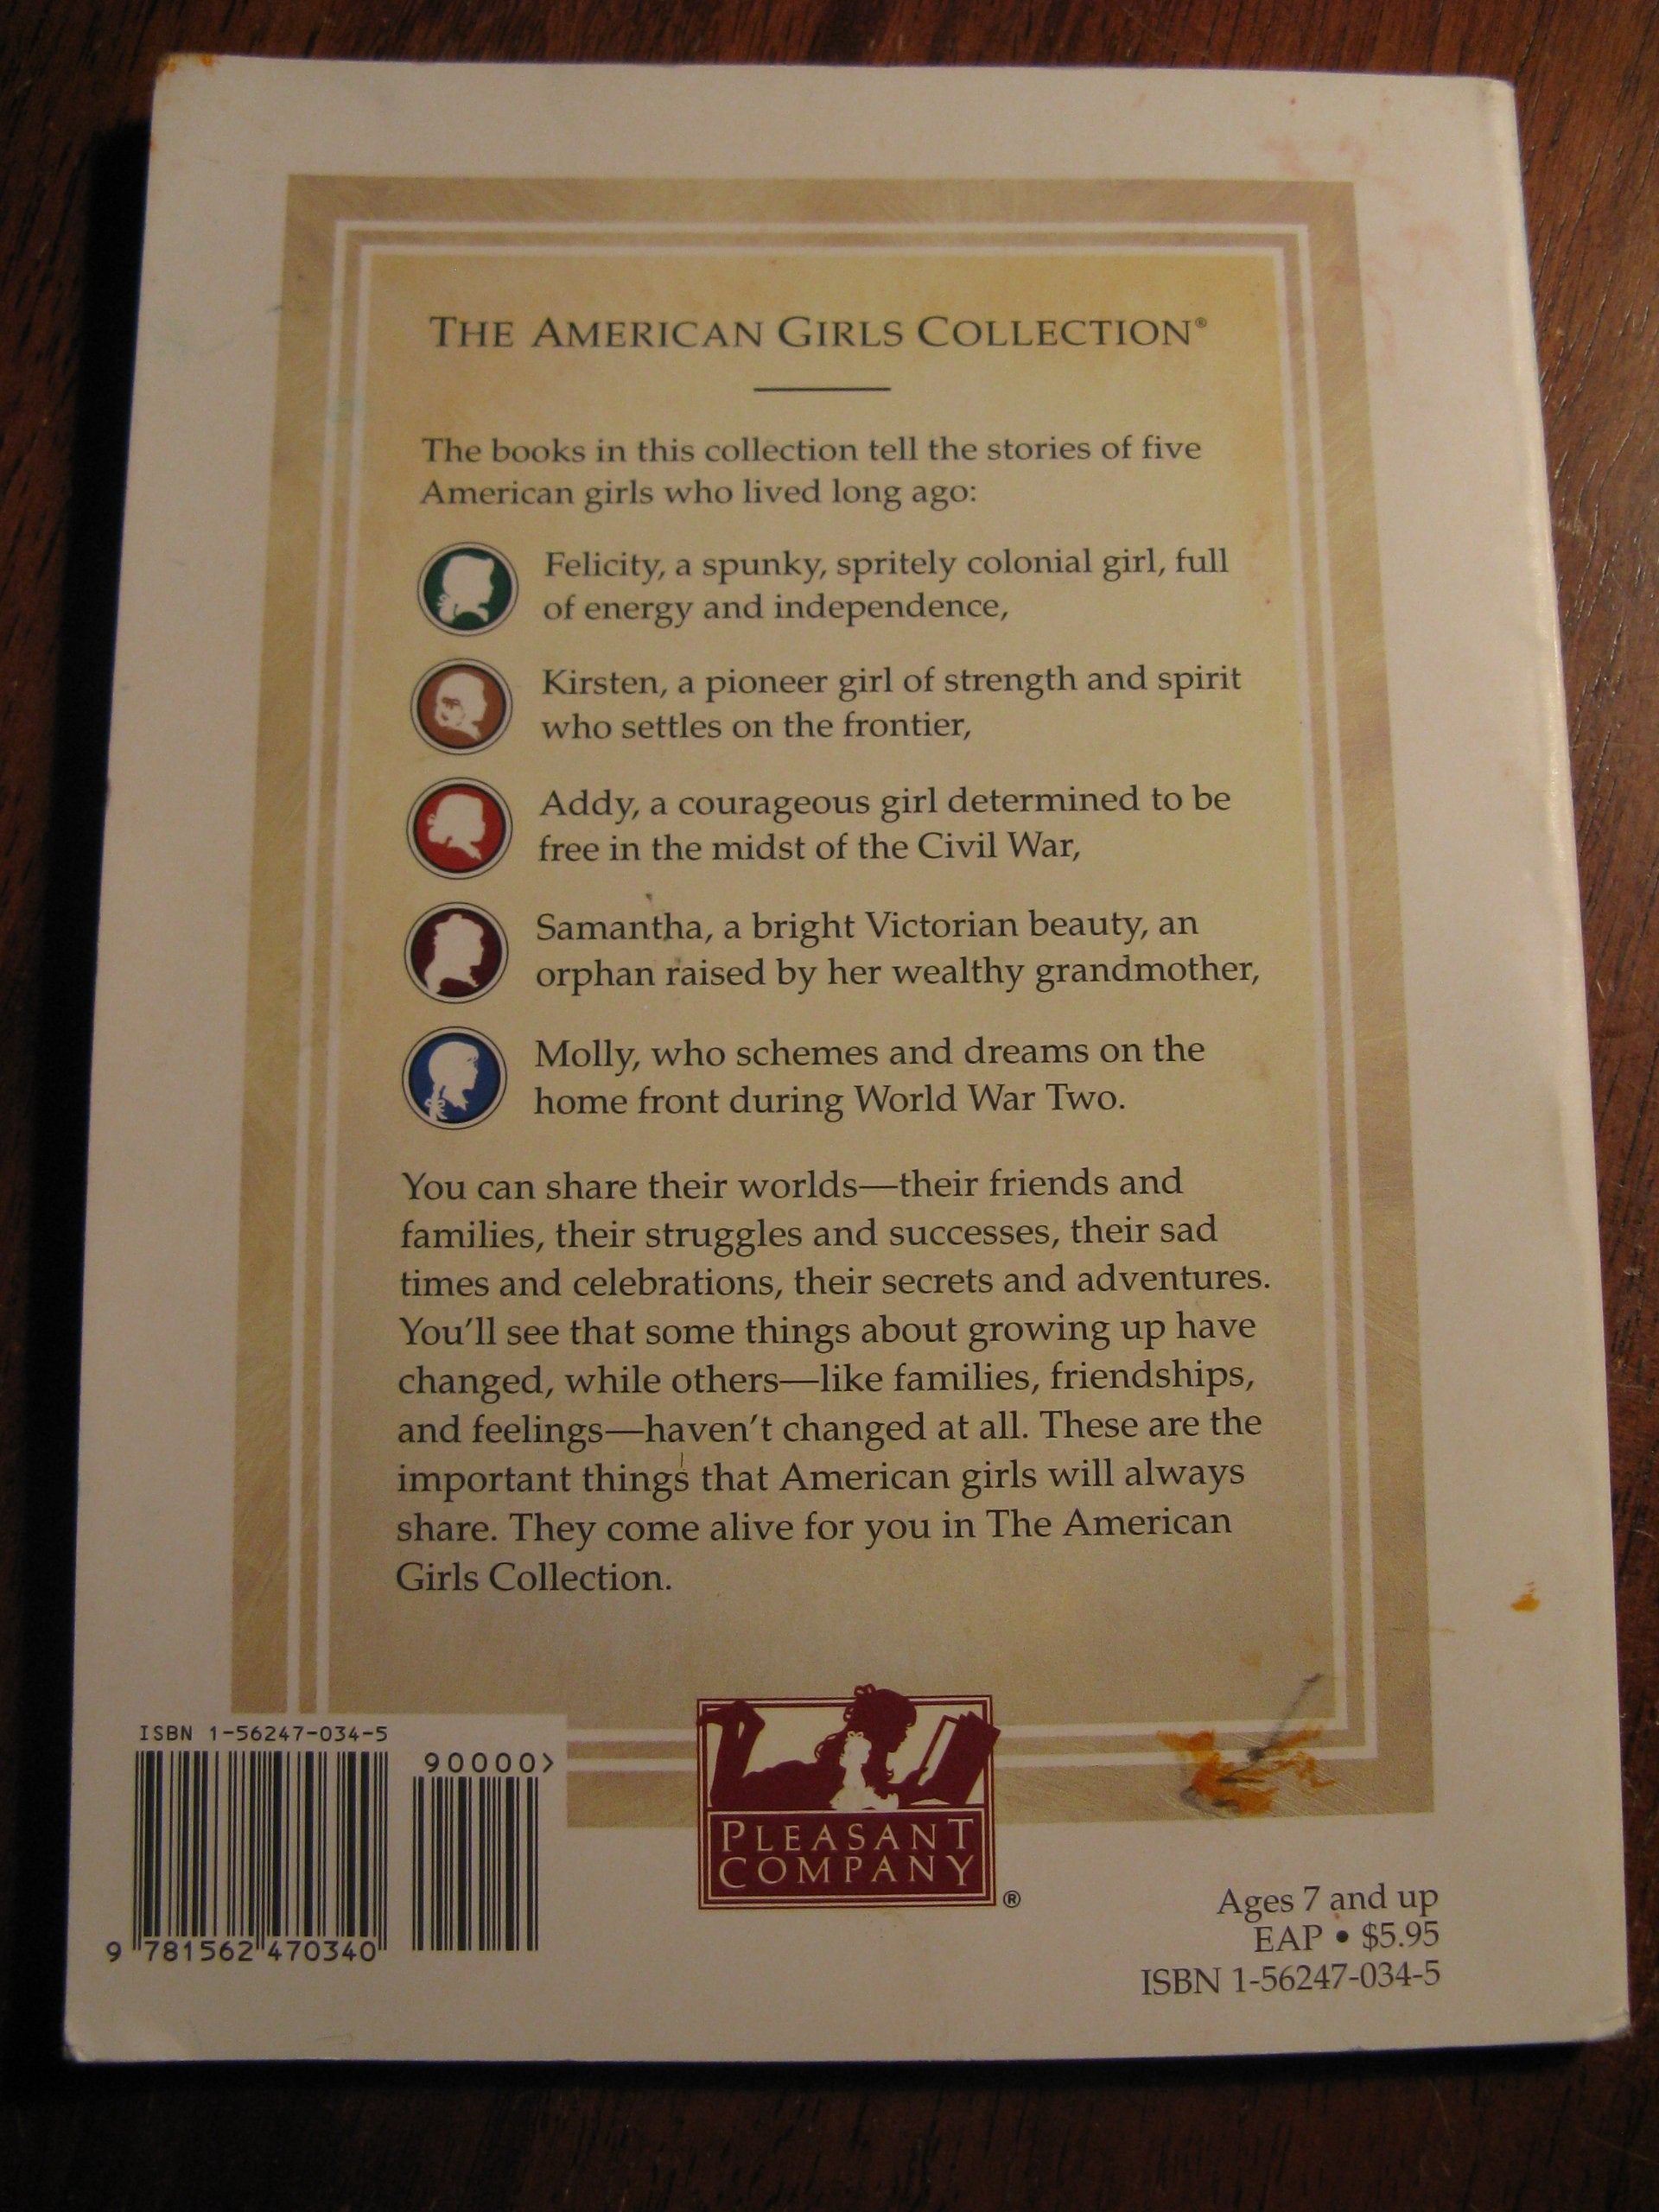 THE AMERICAN GIRLS COLLECTION®
The books in this collection tell the stories of five
American girls who lived long ago:
Felicity, a spunky, spritely colonial girl, full
of energy and independence,
Kirsten, a pioneer girl of strength and spirit
who settles on the frontier,
Addy, a courageous girl determined to be
free in the midst of the Civil War,
Samantha, a bright Victorian beauty, an
orphan raised by her wealthy grandmother,
Molly, who schemes and dreams on the
home front during World War Two.
You can share their worlds—their friends and
families, their struggles and successes, their sad
times and celebrations, their secrets and adventures.
You'll see that some things about growing up have
changed, while others—like families, friendships,
and feelings—haven't changed at all. These are the
important things that American girls will always
share. They come alive for you in The American
Girls Collection.
ISBN 1-56247-034-5
90000>
9 781562 470340
PLEASANT
COMPANY
®
Ages 7 and up
EAP • $5.95
ISBN 1-56247-034-5